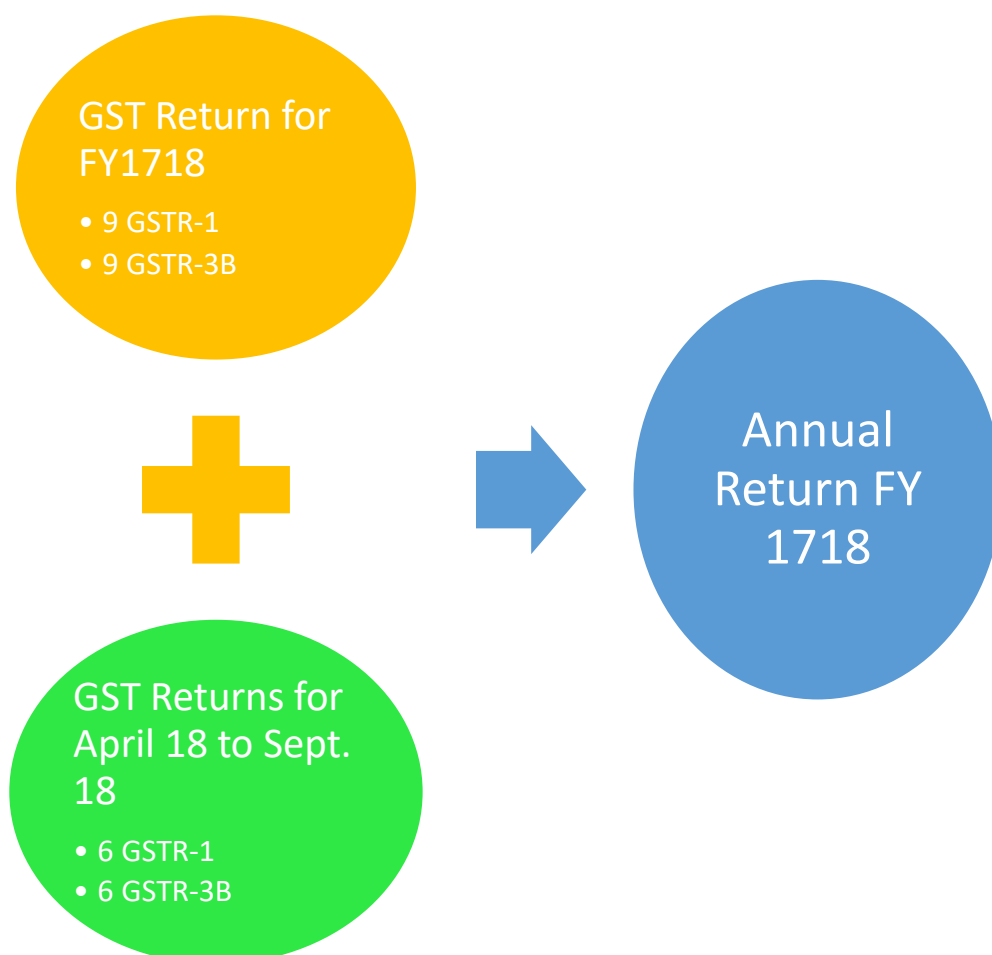 GST Return for
FY1718
• 9 GSTR-1
• 9 GSTR-3B
GST Returns for
April 18 to Sept.
18
• 6 GSTR-1
• 6 GSTR-3B
Annual
Return FY
1718